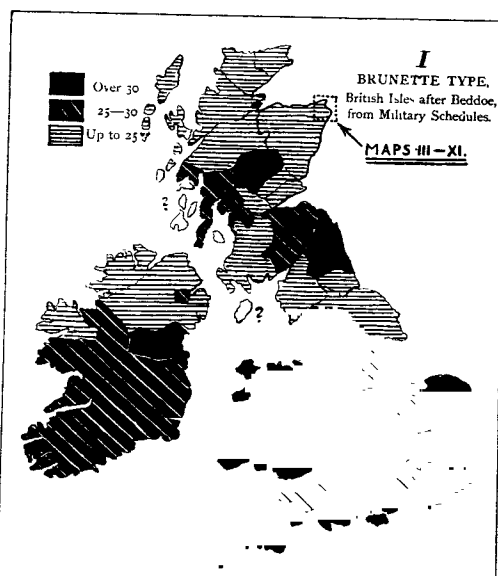 I
BRUNETTE TYPE,
British Isles after Beddoe,
from Military Schedules.
MAPS III—XI.
Over 30
25—30
Up to 25
?
?